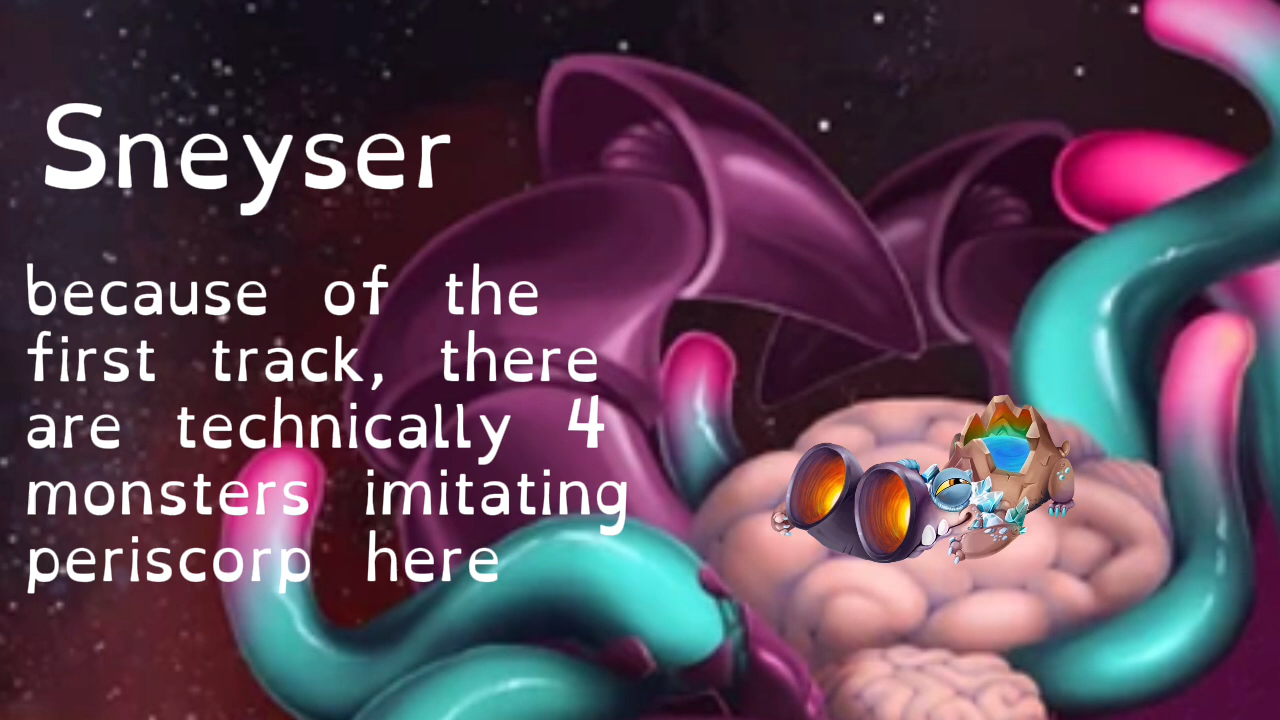 Sneyser
because of the
first track, there
are technically 4
monsters imitating
periscorp here